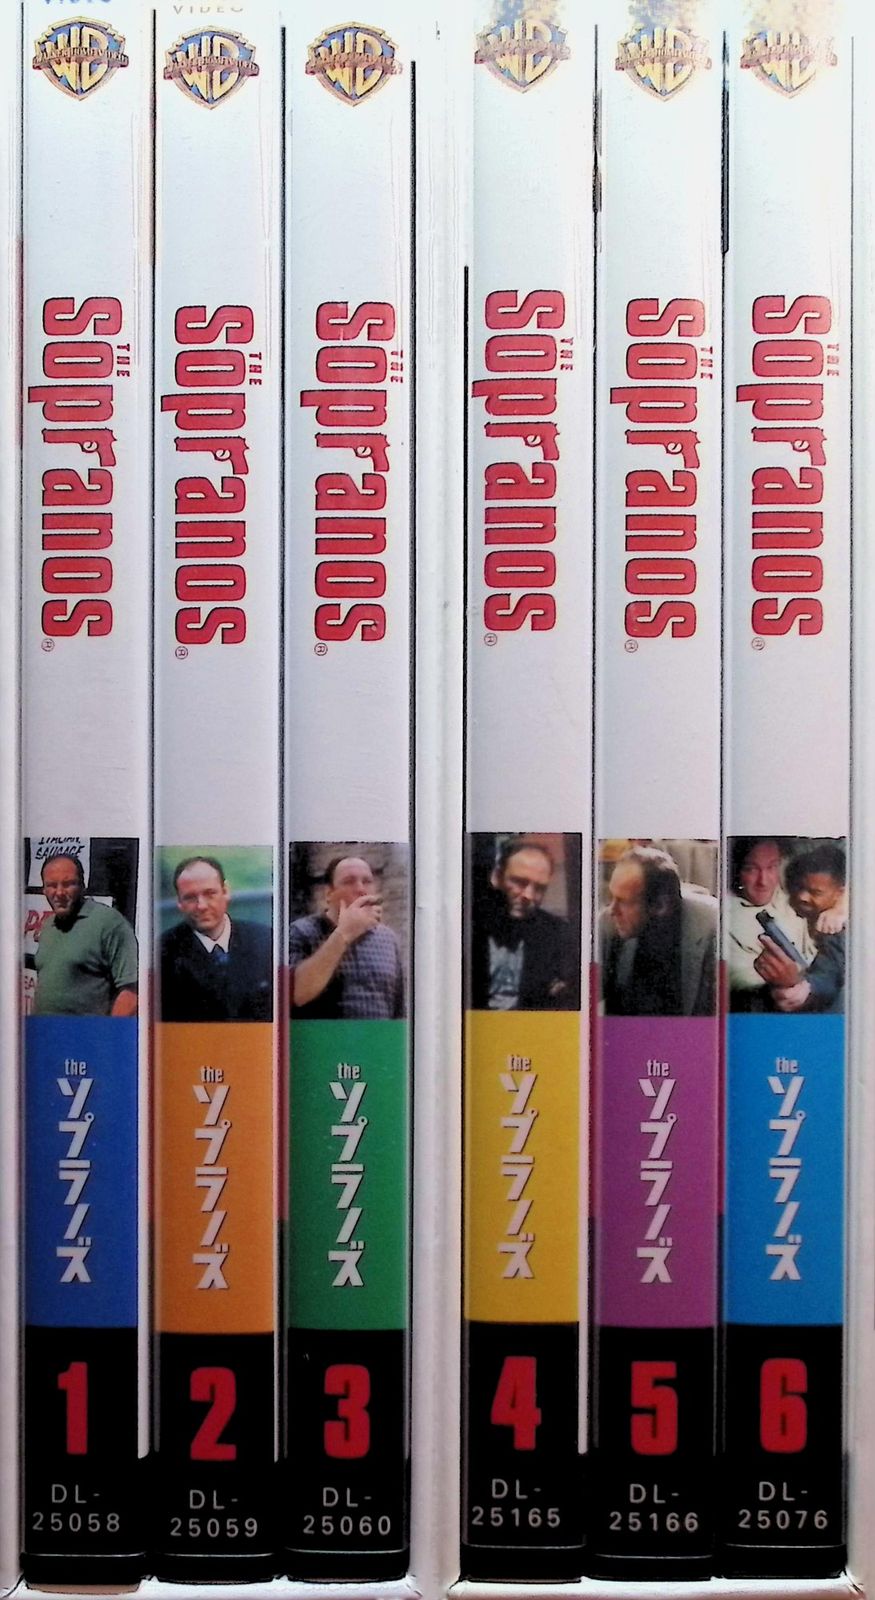 WB
THE
Sopranos®
ITALIAN
SAUSAGE
the
ソプラノズ
1
DL-
25058
VIDEO
WB
THE
Sopranos®
the
ソプラノズ
2
DL-
25059
WB
THE
Sopranos®
the
ソプラノズ
3
DL-
25060
WB
THE
Sopranos®
the
ソプラノズ
4
DL-
25165
WB
THE
Sopranos®
the
ソプラノズ
5
DL-
25166
WB
THE
Sopranos®
the
ソプラノズ
6
DL-
25076